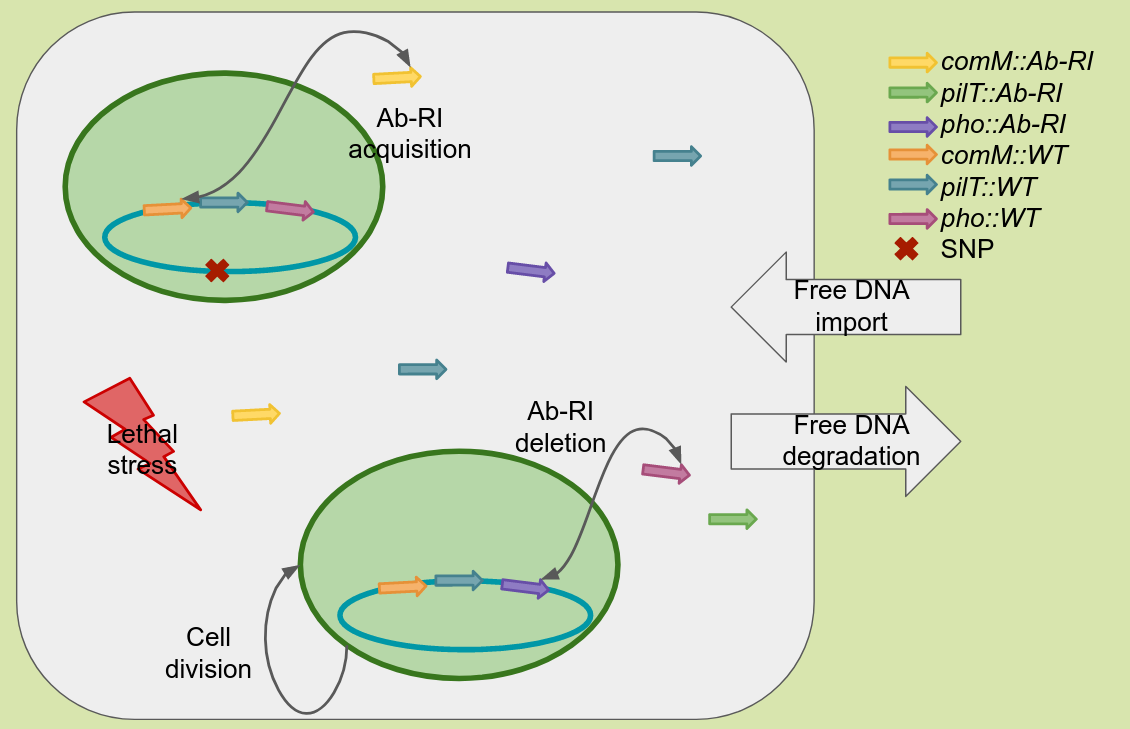 Ab-RI
acquisition
comM::Ab-RI
pilT::Ab-RI
pho::Ab-RI
comM::WT
pilT::WT
pho::WT
SNP
Free DNA
import
Lethal
stress
Ab-RI
deletion
Free DNA
degradation
Cell
division